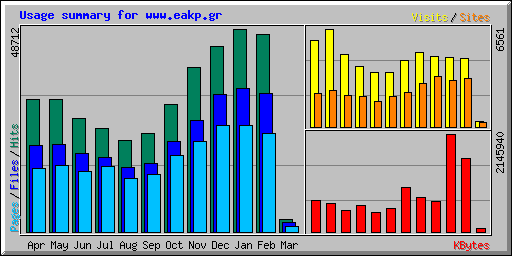 Usage summary for www.eakp.gr
Visits / Sites
48712
6561
Pages / Files / Hits
2145940
Apr May Jun Jul Aug Sep Oct Nov Dec Jan Feb Mar
KBytes